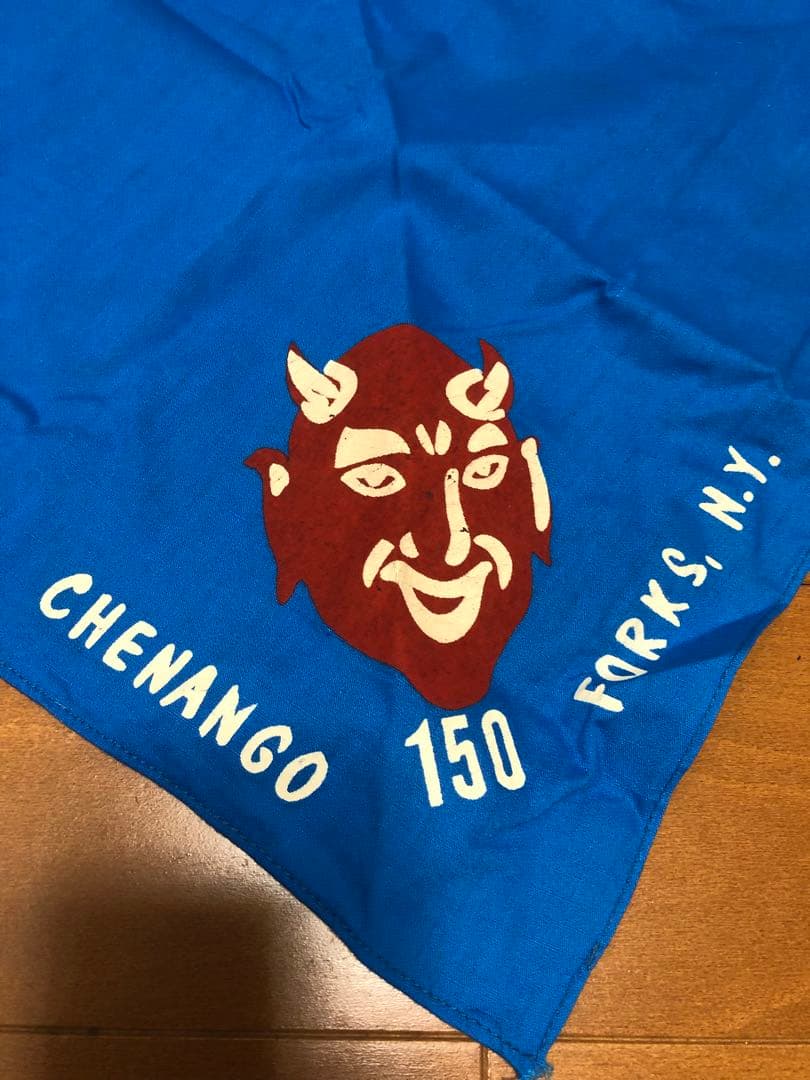 CHENANGO
150
FORKS, N.Y.